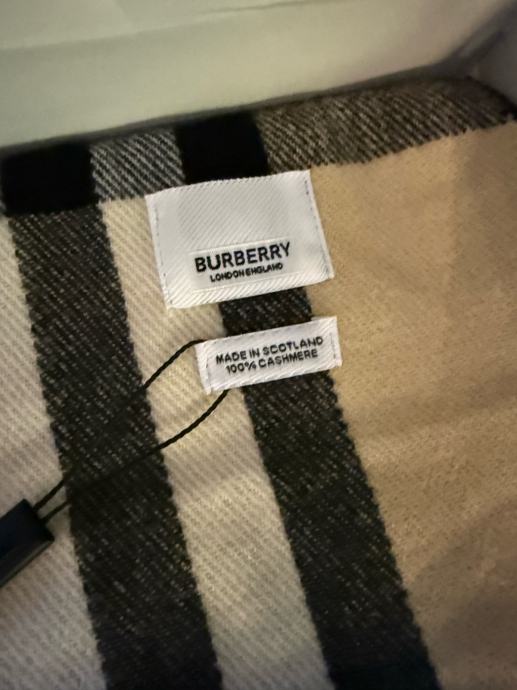 BURBERRY
LONDON ENGLAND
MADE IN SCOTLAND
100% CASHMERE